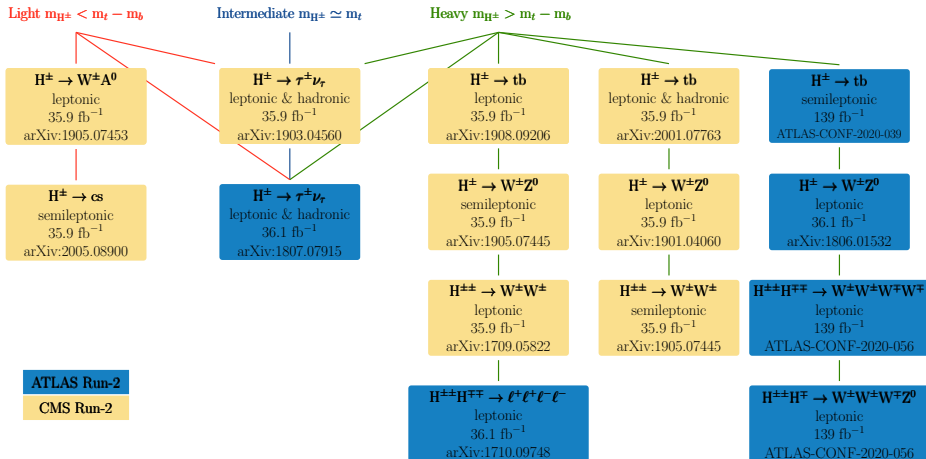 Light m_H± < m_t − m_b
Intermediate m_H± ≃ m_t
Heavy m_H± > m_t − m_b
H± → W±A⁰
leptonic
35.9 fb⁻¹
arXiv:1905.07453
H± → τ±ν_τ
leptonic & hadronic
35.9 fb⁻¹
arXiv:1903.04560
H± → tb
leptonic
35.9 fb⁻¹
arXiv:1908.09206
H± → tb
leptonic & hadronic
35.9 fb⁻¹
arXiv:2001.07763
H± → tb
semileptonic
139 fb⁻¹
ATLAS-CONF-2020-039
H± → cs
semileptonic
35.9 fb⁻¹
arXiv:2005.08900
H± → τ±ν_τ
leptonic & hadronic
36.1 fb⁻¹
arXiv:1807.07915
H± → W±Z⁰
semileptonic
35.9 fb⁻¹
arXiv:1905.07445
H± → W±Z⁰
leptonic
35.9 fb⁻¹
arXiv:1901.04060
H± → W±Z⁰
leptonic
36.1 fb⁻¹
arXiv:1806.01532
H±± → W±W±
leptonic
35.9 fb⁻¹
arXiv:1709.05822
H±± → W±W±
semileptonic
35.9 fb⁻¹
arXiv:1905.07445
H±±H∓∓ → W±W±W∓W∓
leptonic
139 fb⁻¹
ATLAS-CONF-2020-056
H±±H∓∓ → ℓ⁺ℓ⁺ℓ⁻ℓ⁻
leptonic
36.1 fb⁻¹
arXiv:1710.09748
H±±H∓ → W±W±W∓Z⁰
leptonic
139 fb⁻¹
ATLAS-CONF-2020-056
ATLAS Run-2
CMS Run-2